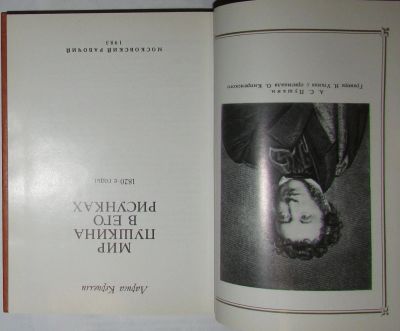 А. С. Пушкин.
Гравюра Н. Уткина с оригинала О. Кипренского
Лариса Керцелли
МИР
ПУШКИНА
В ЕГО
РИСУНКАХ
1820-е годы
МОСКОВСКИЙ РАБОЧИЙ
1983